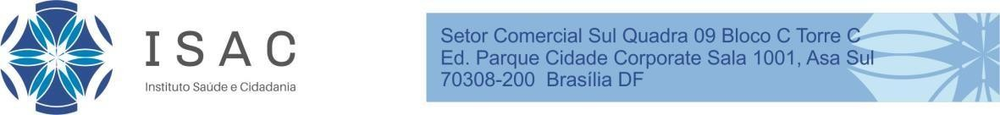 ISAC
Instituto Saúde e Cidadania
Setor Comercial Sul Quadra 09 Bloco C Torre C
Ed. Parque Cidade Corporate Sala 1001, Asa Sul
70308-200 Brasília DF